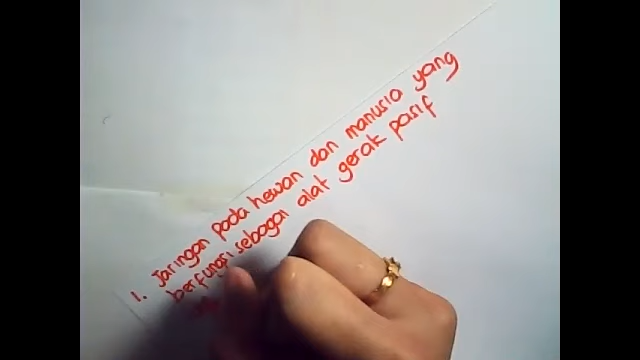 1. Jaringan pada hewan dan manusia yang
berfungsi sebagai alat gerak pasif